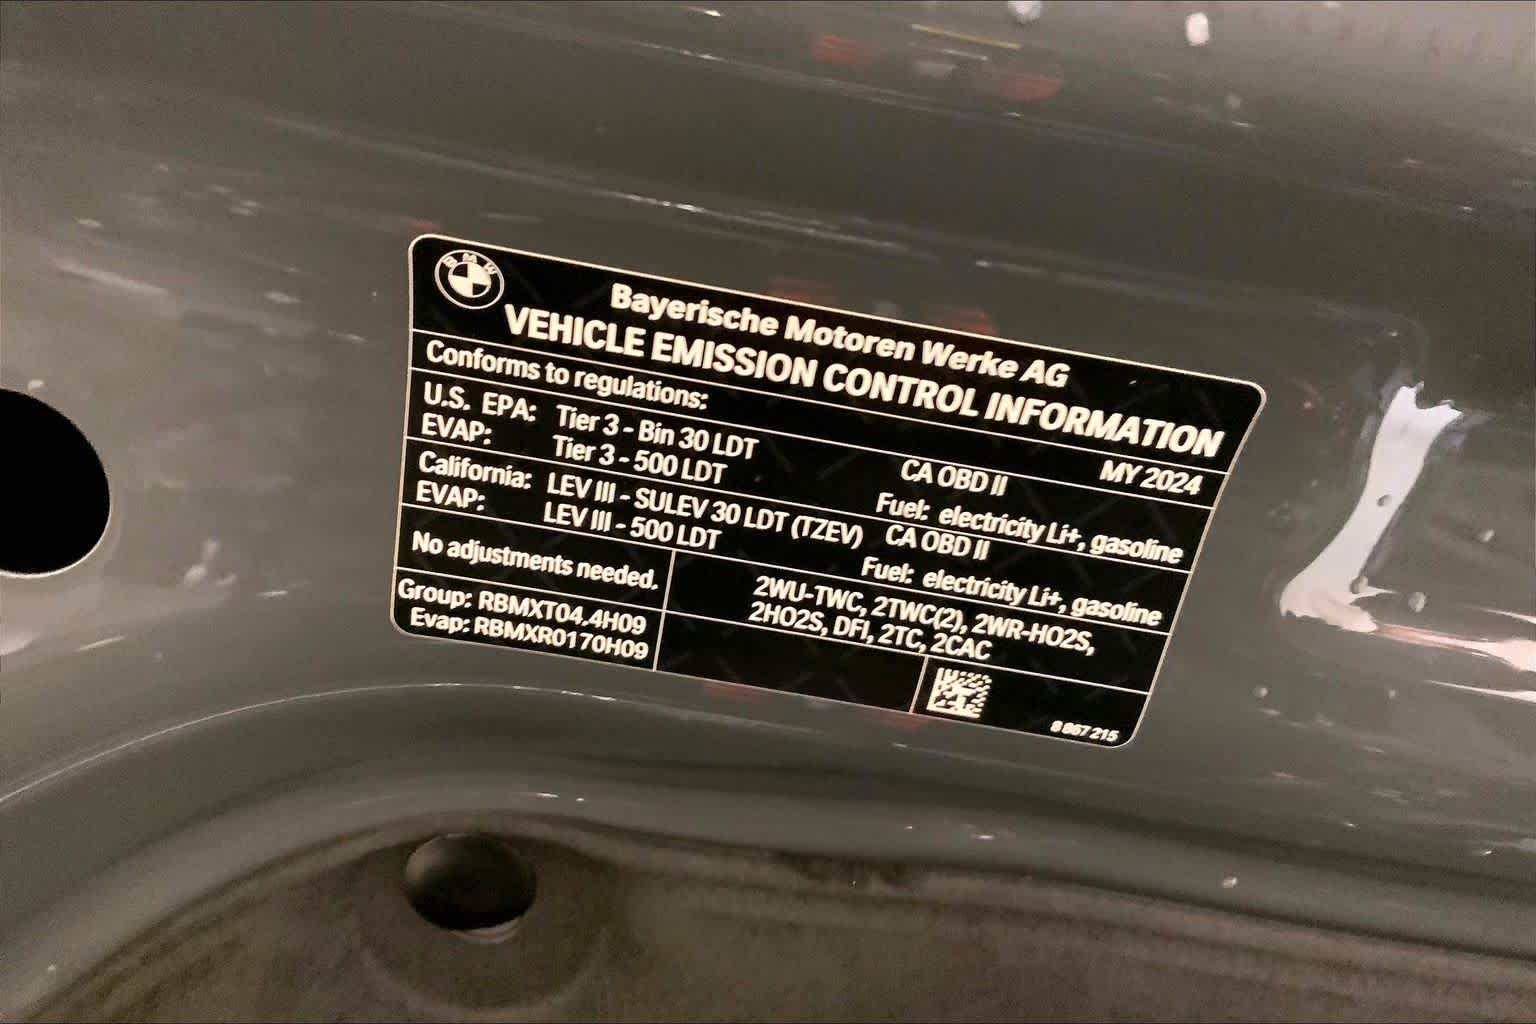 BMW
Bayerische Motoren Werke AG
VEHICLE EMISSION CONTROL INFORMATION
Conforms to regulations: MY 2024
U.S. EPA: Tier 3 - Bin 30 LDT CA OBD II
EVAP: Tier 3 - 500 LDT Fuel: electricity Li+, gasoline
California: LEV III - SULEV 30 LDT (TZEV) CA OBD II
EVAP: LEV III - 500 LDT Fuel: electricity Li+, gasoline
No adjustments needed. 2WU-TWC, 2TWC(2), 2WR-HO2S,
2HO2S, DFI, 2TC, 2CAC
Group: RBMXT04.4H09
Evap: RBMXR0170H09
8 867 215